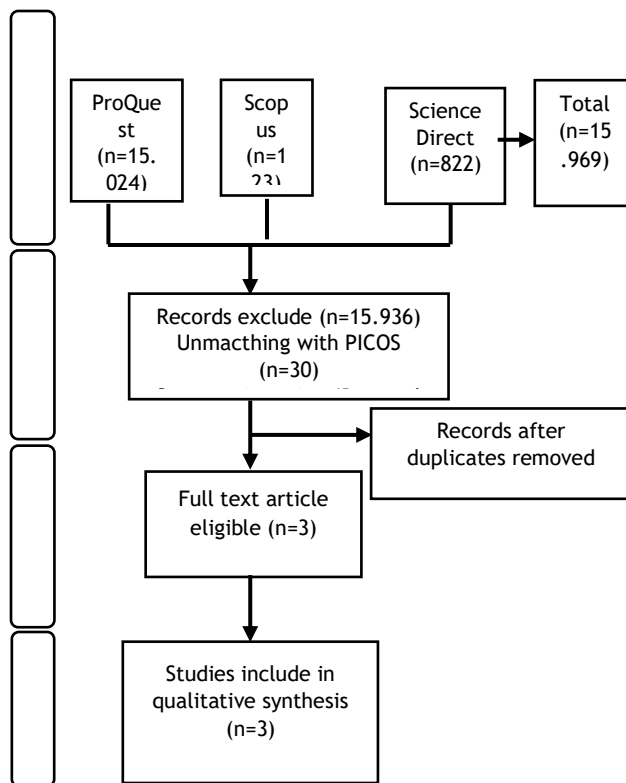 ProQue
st
(n=15.
024)
Scop
us
(n=1
23)
Science
Direct
(n=822)
Total
(n=15
.969)
Records exclude (n=15.936)
Unmacthing with PICOS
(n=30)
Records after
duplicates removed
Full text article
eligible (n=3)
Studies include in
qualitative synthesis
(n=3)